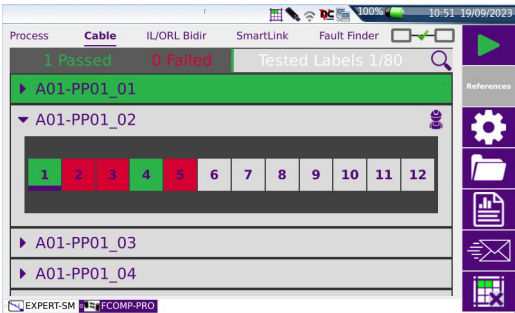 100% 10:51 19/09/2023
Process Cable IL/ORL Bidir SmartLink Fault Finder
1 Passed 0 Failed Tested Labels 1/80
References
A01-PP01_01
A01-PP01_02
1 2 3 4 5 6 7 8 9 10 11 12
A01-PP01_03
A01-PP01_04
EXPERT-SM FCOMP-PRO